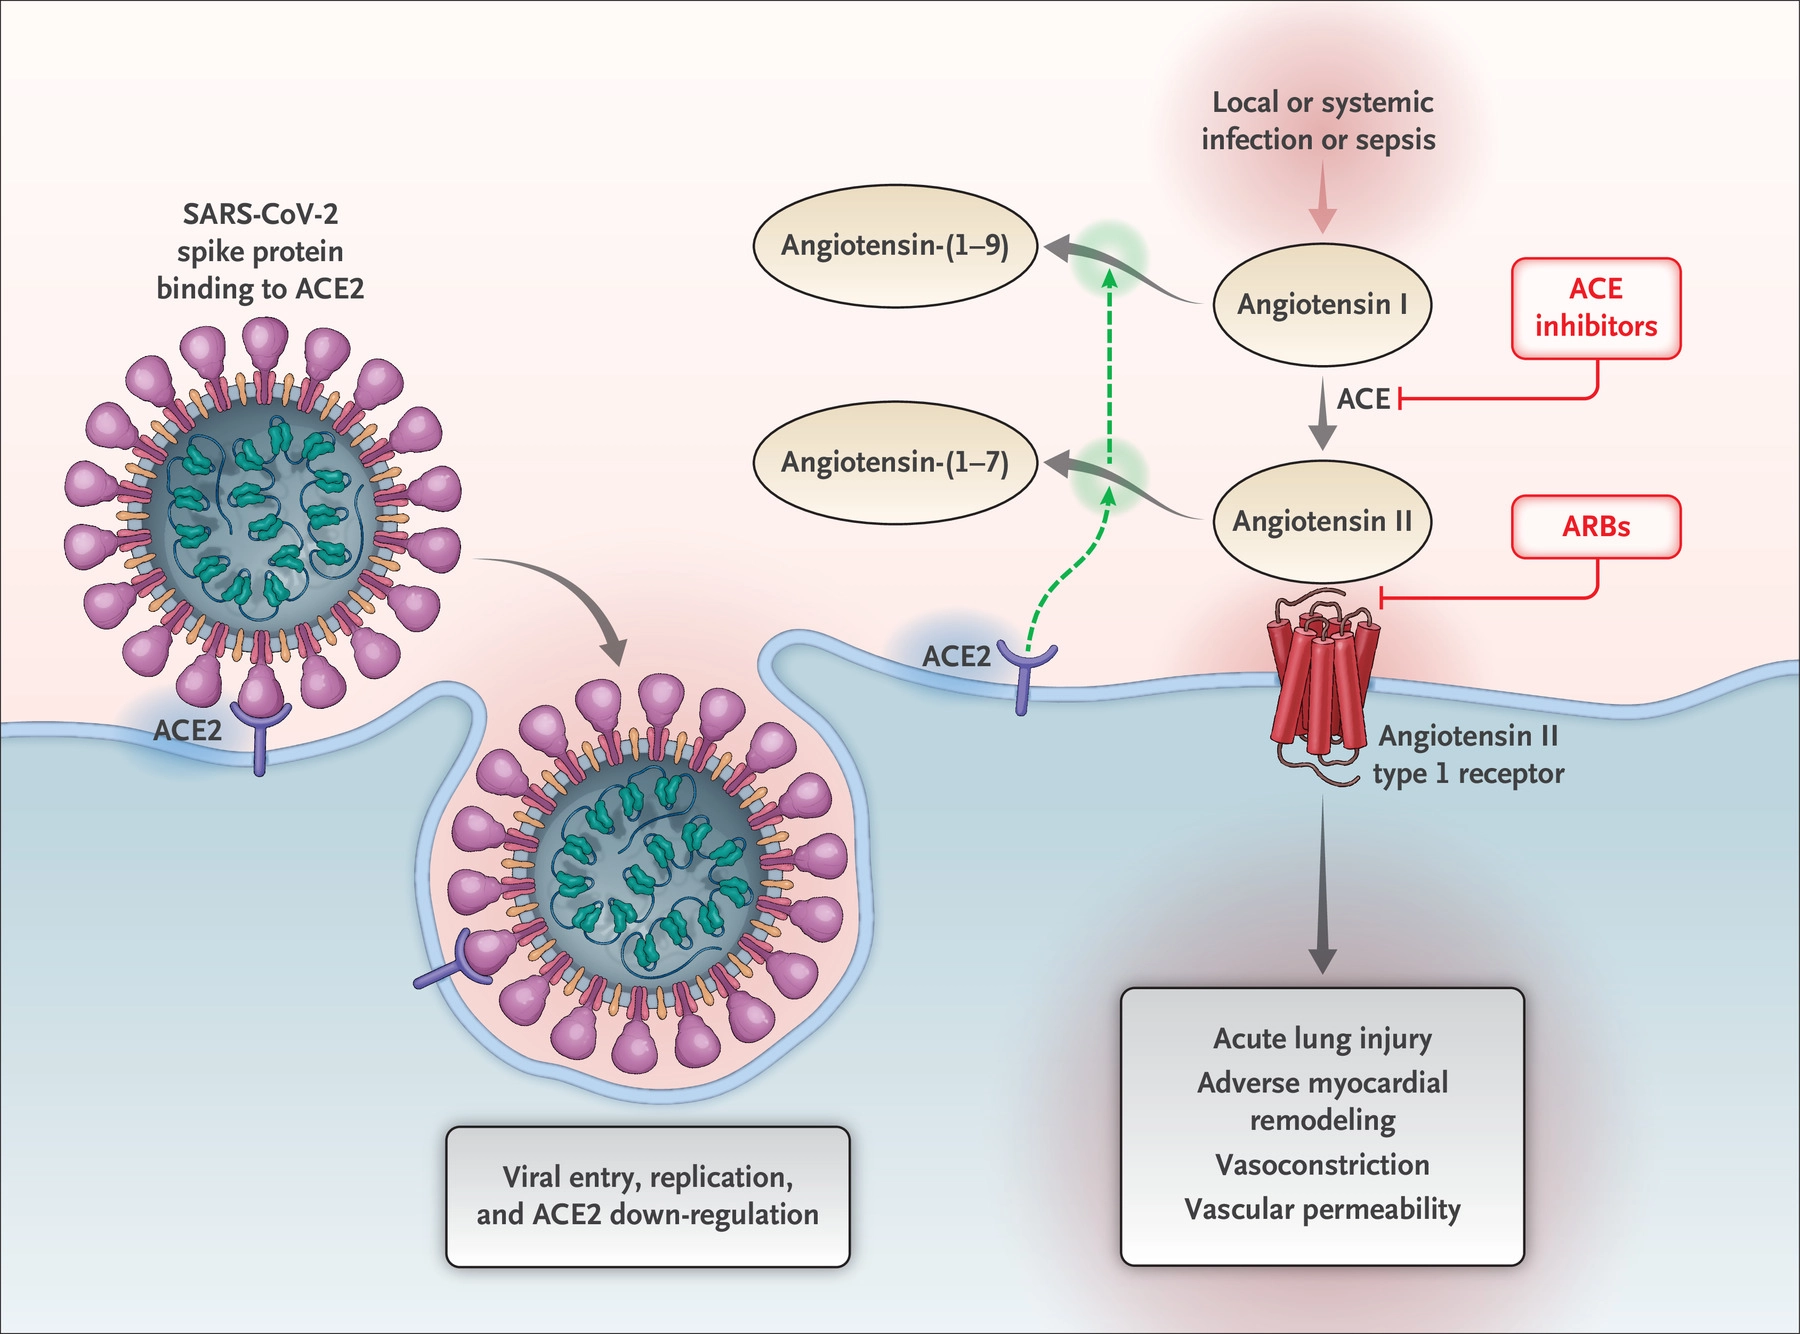 Local or systemic
infection or sepsis
SARS-CoV-2
spike protein
binding to ACE2
Angiotensin-(1–9)
Angiotensin I
ACE
inhibitors
ACE
Angiotensin-(1–7)
Angiotensin II
ARBs
ACE2
ACE2
Angiotensin II
type 1 receptor
Acute lung injury
Adverse myocardial
remodeling
Vasoconstriction
Vascular permeability
Viral entry, replication,
and ACE2 down-regulation